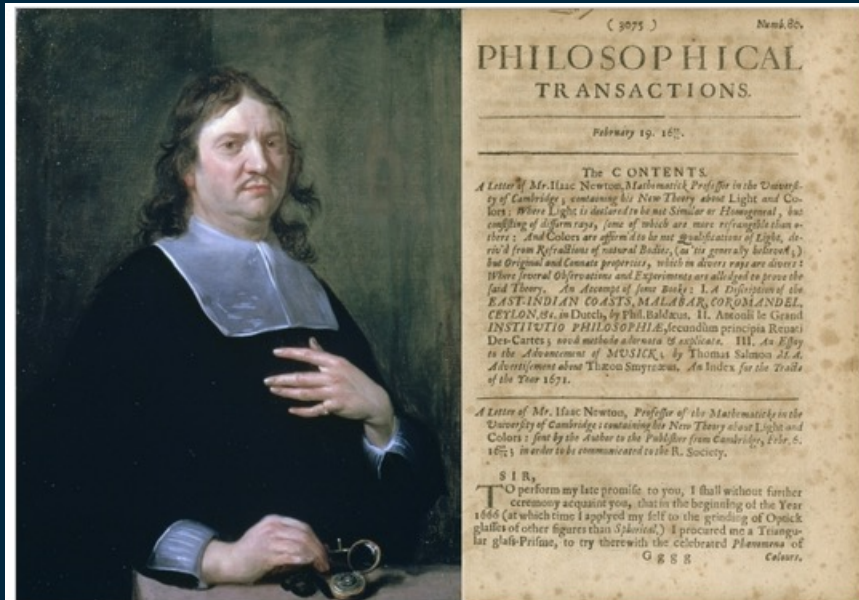 ( 3075 ) Numb.80.
PHILOSOPHICAL
TRANSACTIONS.
February 19. 167½.
The CONTENTS.
A Letter of Mr. Isaac Newton, Mathematick Professor in the Universi-
ty of Cambridge; containing his New Theory about Light and Co-
lors: Where Light is declared to be not Similar or Homogeneal, but
consisting of difform rays, some of which are more refrangible than o-
thers: And Colors are affirm'd to be not Qualifications of Light, de-
riv'd from Refractions of natural Bodies, (as 'tis generally believed;)
but Original and Connate properties, which in divers rays are divers:
Where several Observations and Experiments are alledged to prove the
said Theory. An Accompt of some Books: I. A Description of the
EAST-INDIAN COASTS, MALABAR, COROMANDEL,
CEYLON, &c. in Dutch, by Phil. Baldæus. II. Antonii le Grand
INSTITUTIO PHILOSOPHIÆ, secundùm principia Renati
Des-Cartes; novâ methodo adornata & explicata. III. An Essay
to the Advancement of MUSICK; by Thomas Salmon M.A.
Advertisement about Thæon Smyrnæus. An Index for the Tracts
of the Year 1671.
A Letter of Mr. Isaac Newton, Professor of the Mathematicks in the
University of Cambridge; containing his New Theory about Light and
Colors: sent by the Author to the Publisher from Cambridge, Febr. 6.
167½; in order to be communicated to the R. Society.
SIR,
TO perform my late promise to you, I shall without further
ceremony acquaint you, that in the beginning of the Year
1666 (at which time I applyed my self to the grinding of Optick
glasses of other figures than Spherical,) I procured me a Triangu-
lar glass-Prisme, to try therewith the celebrated Phænomena of
Gggg Colours.